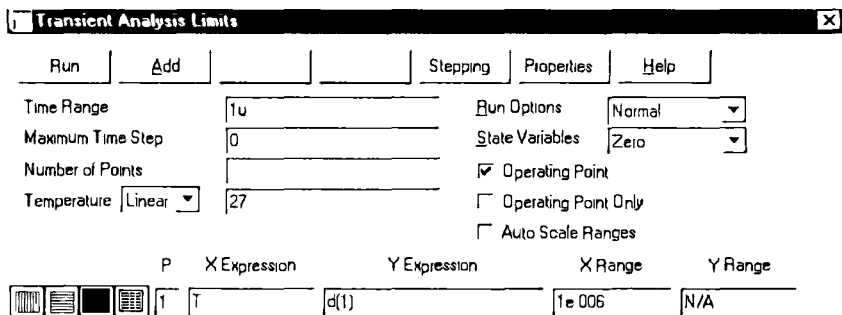 Transient Analysis Limits
Run Add Stepping Properties Help
Time Range 1u Run Options Normal
Maximum Time Step 0 State Variables Zero
Number of Points Operating Point
Temperature Linear 27 Operating Point Only
Auto Scale Ranges
P X Expression Y Expression X Range Y Range
1 T d(1) 1e 006 N/A